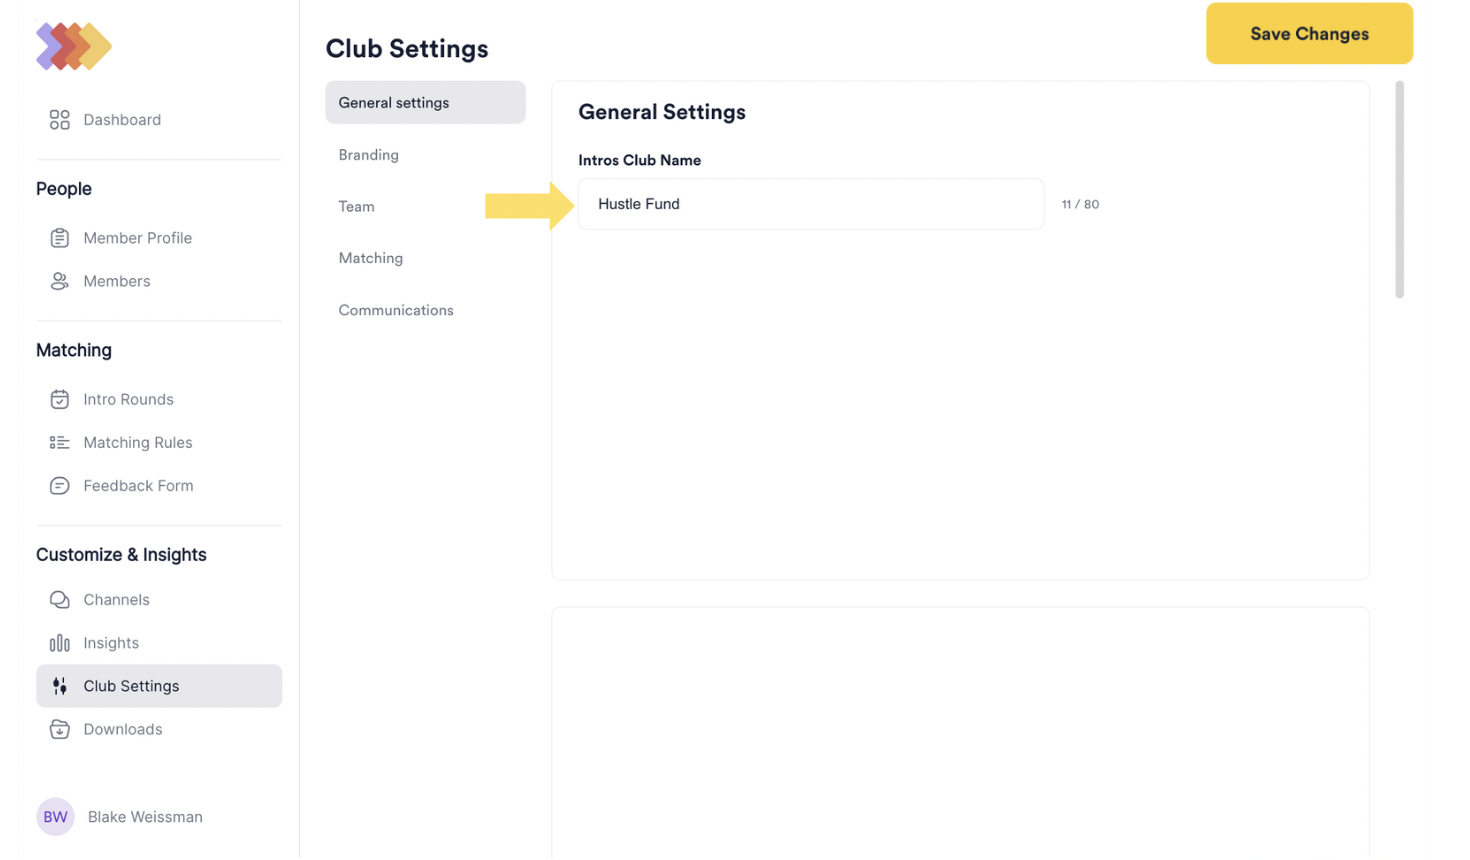 Dashboard
People
Member Profile
Members
Matching
Intro Rounds
Matching Rules
Feedback Form
Customize & Insights
Channels
Insights
Club Settings
Downloads
BW
Blake Weissman
Club Settings
Save Changes
General settings
Branding
Team
Matching
Communications
General Settings
Intros Club Name
Hustle Fund
11 / 80